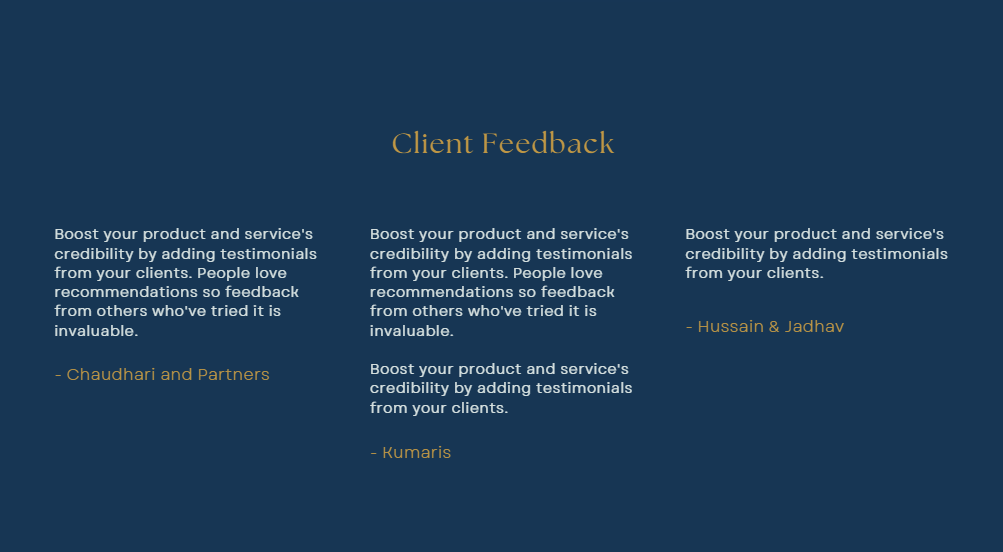 Client Feedback
Boost your product and service's
credibility by adding testimonials
from your clients. People love
recommendations so feedback
from others who've tried it is
invaluable.
- Chaudhari and Partners
Boost your product and service's
credibility by adding testimonials
from your clients. People love
recommendations so feedback
from others who've tried it is
invaluable.
Boost your product and service's
credibility by adding testimonials
from your clients.
- Kumaris
Boost your product and service's
credibility by adding testimonials
from your clients.
- Hussain & Jadhav